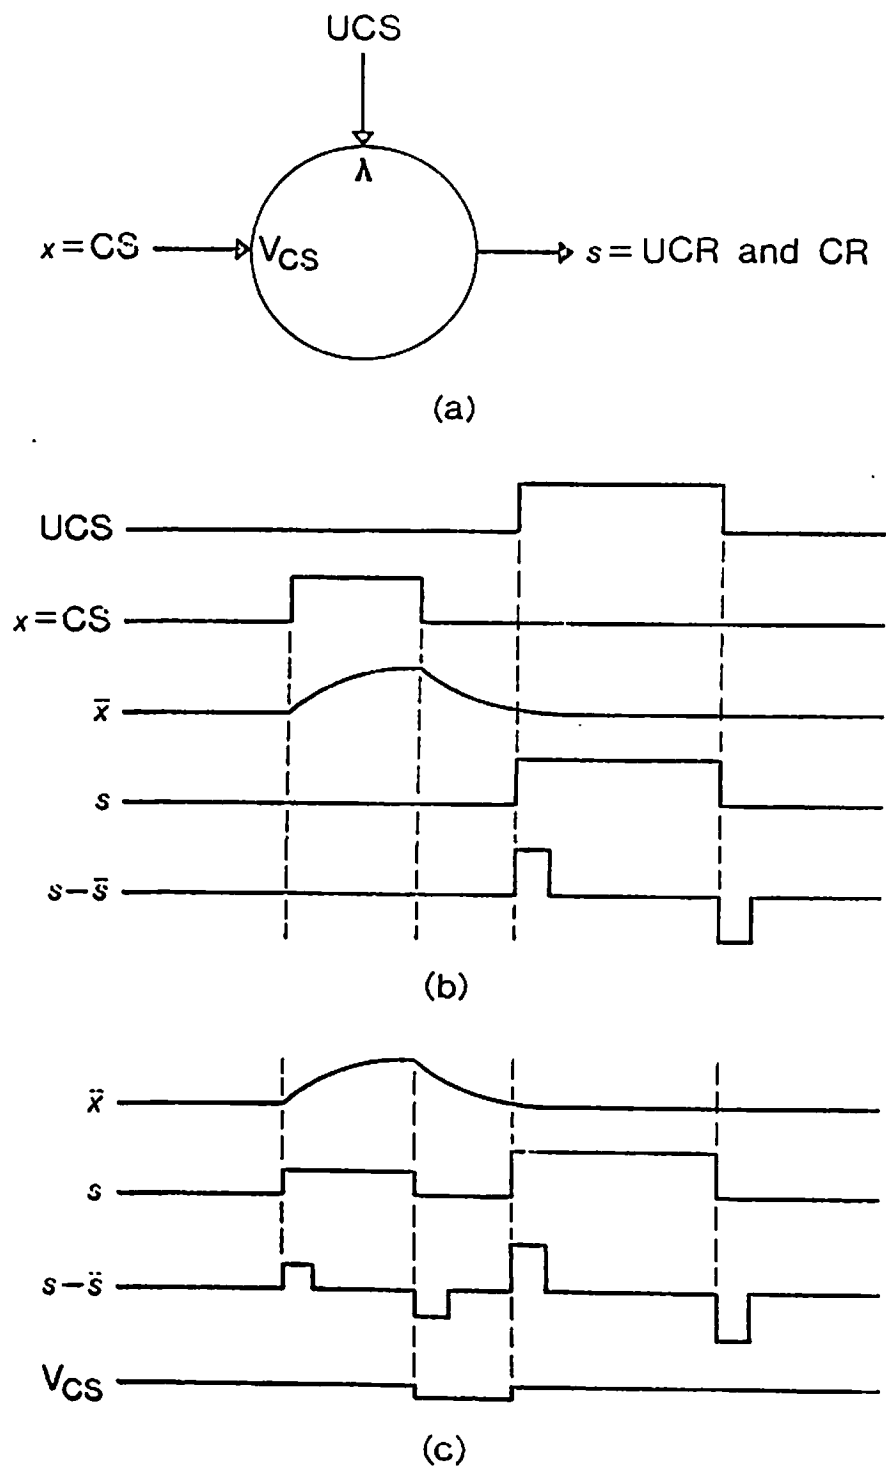 UCS
λ
x=CS
V_CS
s=UCR and CR
(a)
UCS
x=CS
x̄
s
s−s̄
(b)
x̄
s
s−s̄
V_CS
(c)